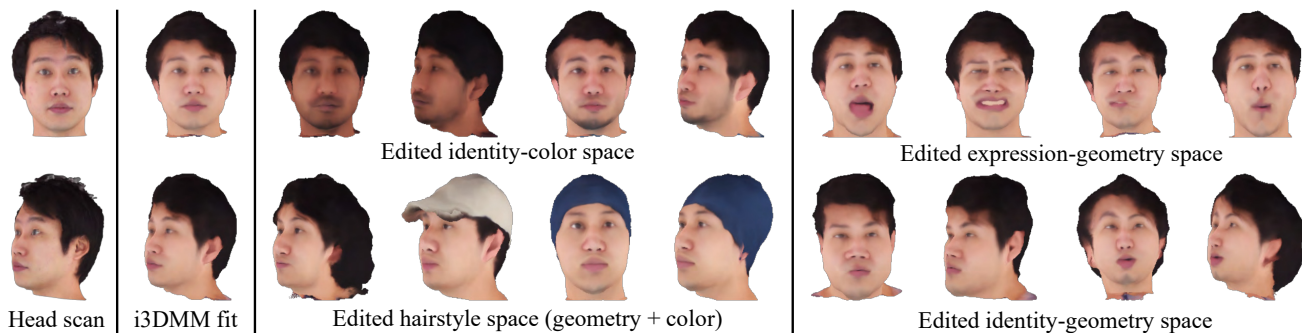 Edited identity-color space
Edited expression-geometry space
Head scan
i3DMM fit
Edited hairstyle space (geometry + color)
Edited identity-geometry space